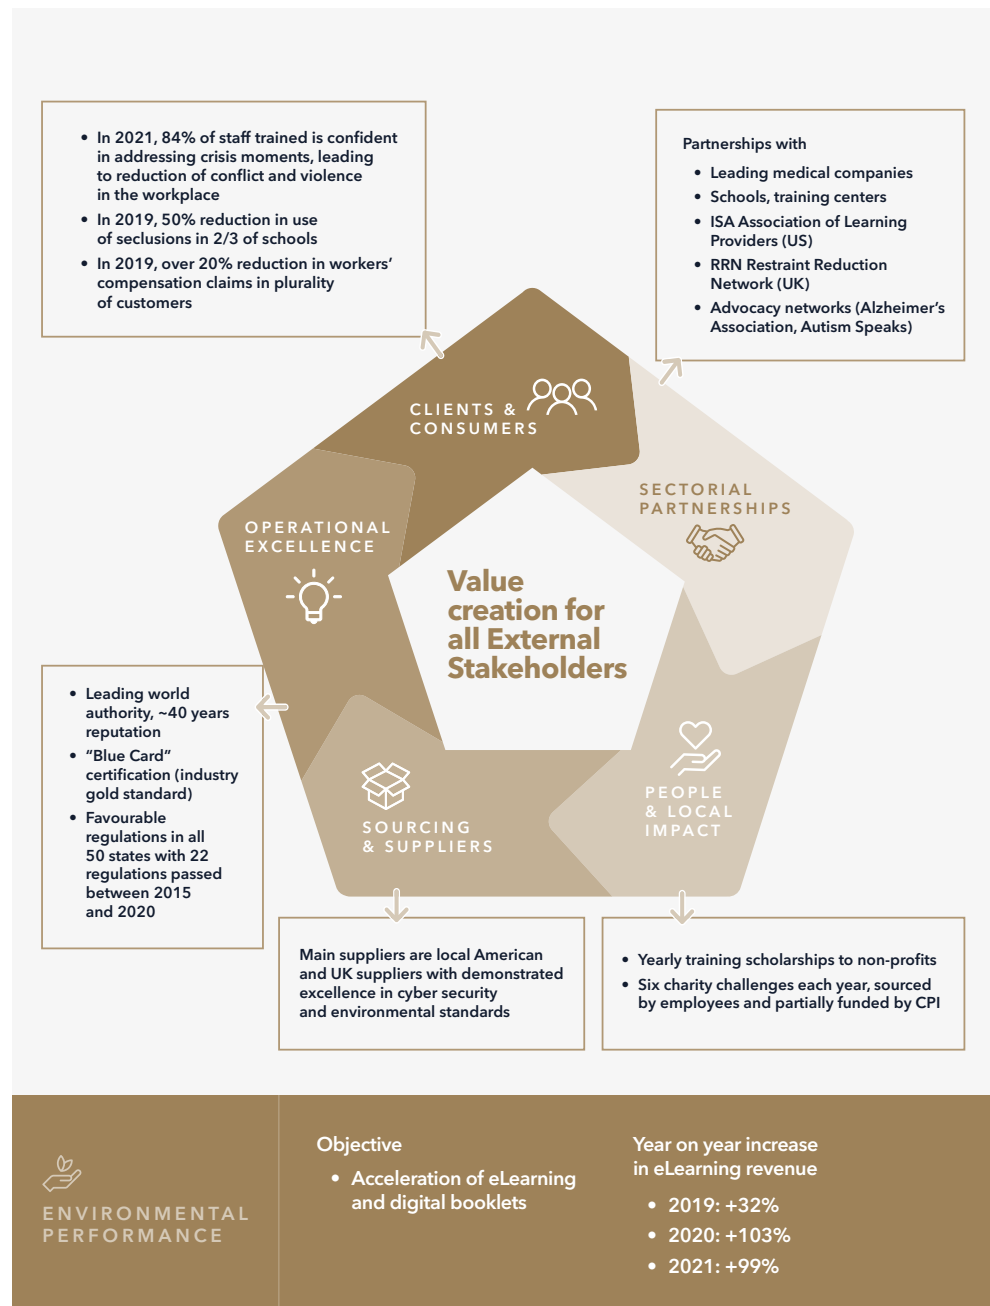 • In 2021, 84% of staff trained is confident
in addressing crisis moments, leading
to reduction of conflict and violence
in the workplace
• In 2019, 50% reduction in use
of seclusions in 2/3 of schools
• In 2019, over 20% reduction in workers’
compensation claims in plurality
of customers
Partnerships with
• Leading medical companies
• Schools, training centers
• ISA Association of Learning
Providers (US)
• RRN Restraint Reduction
Network (UK)
• Advocacy networks (Alzheimer’s
Association, Autism Speaks)
CLIENTS &
CONSUMERS
SECTORIAL
PARTNERSHIPS
OPERATIONAL
EXCELLENCE
Value
creation for
all External
Stakeholders
• Leading world
authority, ~40 years
reputation
• “Blue Card”
certification (industry
gold standard)
• Favourable
regulations in all
50 states with 22
regulations passed
between 2015
and 2020
PEOPLE
& LOCAL
IMPACT
SOURCING
& SUPPLIERS
Main suppliers are local American
and UK suppliers with demonstrated
excellence in cyber security
and environmental standards
• Yearly training scholarships to non-profits
• Six charity challenges each year, sourced
by employees and partially funded by CPI
ENVIRONMENTAL
PERFORMANCE
Objective
• Acceleration of eLearning
and digital booklets
Year on year increase
in eLearning revenue
• 2019: +32%
• 2020: +103%
• 2021: +99%